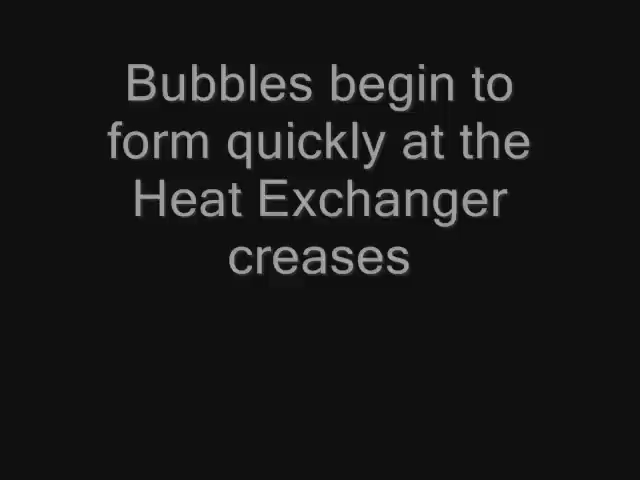 Bubbles begin to
form quickly at the
Heat Exchanger
creases